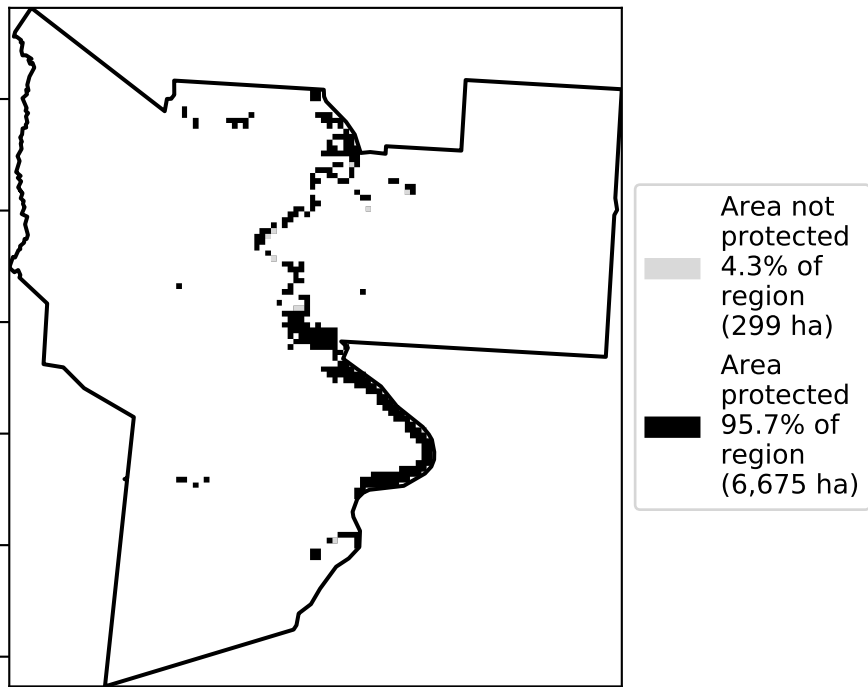 Area not
protected
4.3% of
region
(299 ha)
Area
protected
95.7% of
region
(6,675 ha)